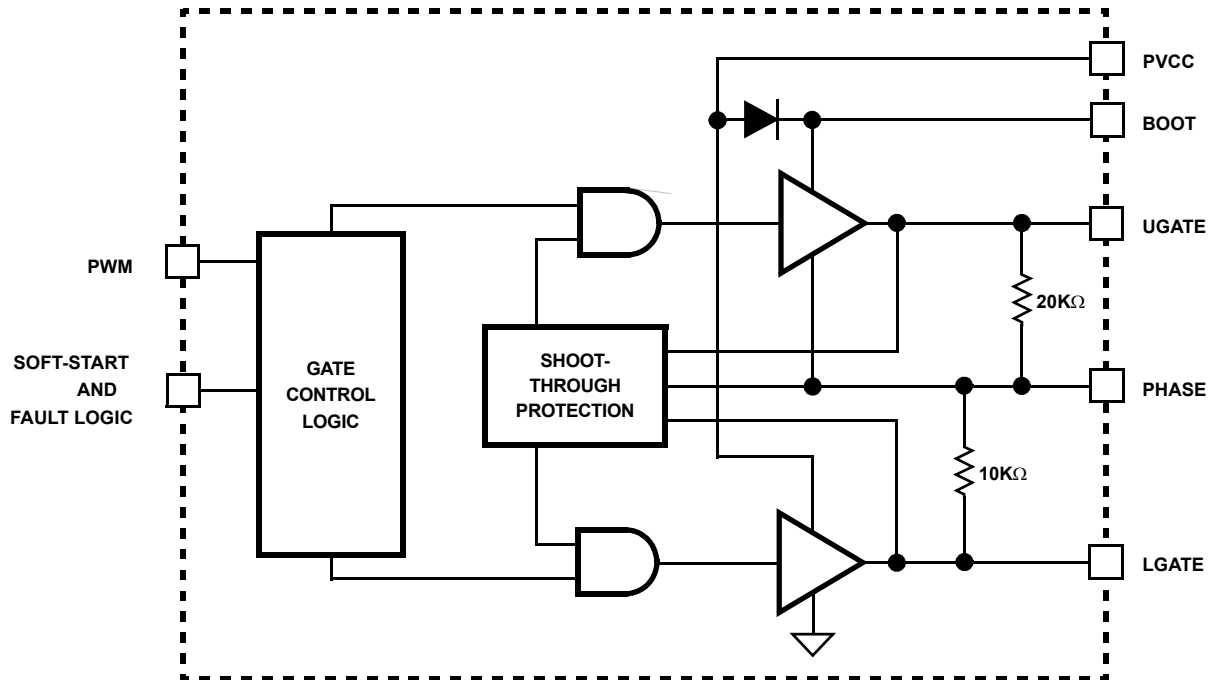 PVCC
BOOT
UGATE
PWM
20KΩ
SOFT-START
AND
FAULT LOGIC
GATE
CONTROL
LOGIC
SHOOT-
THROUGH
PROTECTION
PHASE
10KΩ
LGATE